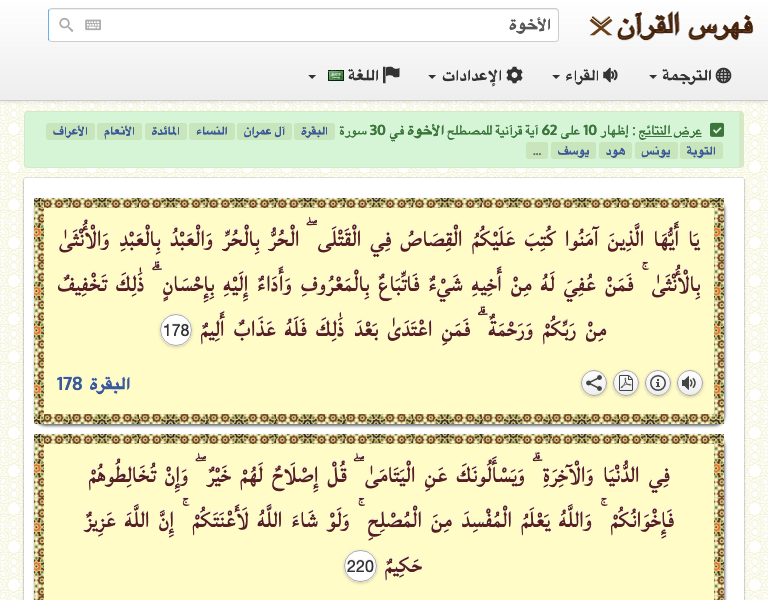 فهرس القرآن
الأخوة
الترجمة القراء الإعدادات اللغة
عرض النتائج : إظهار 10 على 62 آية قرآنية للمصطلح الأخوة في 30 سورة البقرة آل عمران النساء المائدة الأنعام الأعراف
التوبة يونس هود يوسف ...
يَا أَيُّهَا الَّذِينَ آمَنُوا كُتِبَ عَلَيْكُمُ الْقِصَاصُ فِي الْقَتْلَى ۖ الْحُرُّ بِالْحُرِّ وَالْعَبْدُ بِالْعَبْدِ وَالْأُنْثَىٰ
بِالْأُنْثَىٰ ۚ فَمَنْ عُفِيَ لَهُ مِنْ أَخِيهِ شَيْءٌ فَاتِّبَاعٌ بِالْمَعْرُوفِ وَأَدَاءٌ إِلَيْهِ بِإِحْسَانٍ ۗ ذَٰلِكَ تَخْفِيفٌ
مِنْ رَبِّكُمْ وَرَحْمَةٌ ۗ فَمَنِ اعْتَدَىٰ بَعْدَ ذَٰلِكَ فَلَهُ عَذَابٌ أَلِيمٌ 178
البقرة 178
فِي الدُّنْيَا وَالْآخِرَةِ ۗ وَيَسْأَلُونَكَ عَنِ الْيَتَامَىٰ ۖ قُلْ إِصْلَاحٌ لَهُمْ خَيْرٌ ۖ وَإِنْ تُخَالِطُوهُمْ
فَإِخْوَانُكُمْ ۚ وَاللَّهُ يَعْلَمُ الْمُفْسِدَ مِنَ الْمُصْلِحِ ۚ وَلَوْ شَاءَ اللَّهُ لَأَعْنَتَكُمْ ۚ إِنَّ اللَّهَ عَزِيزٌ
حَكِيمٌ 220